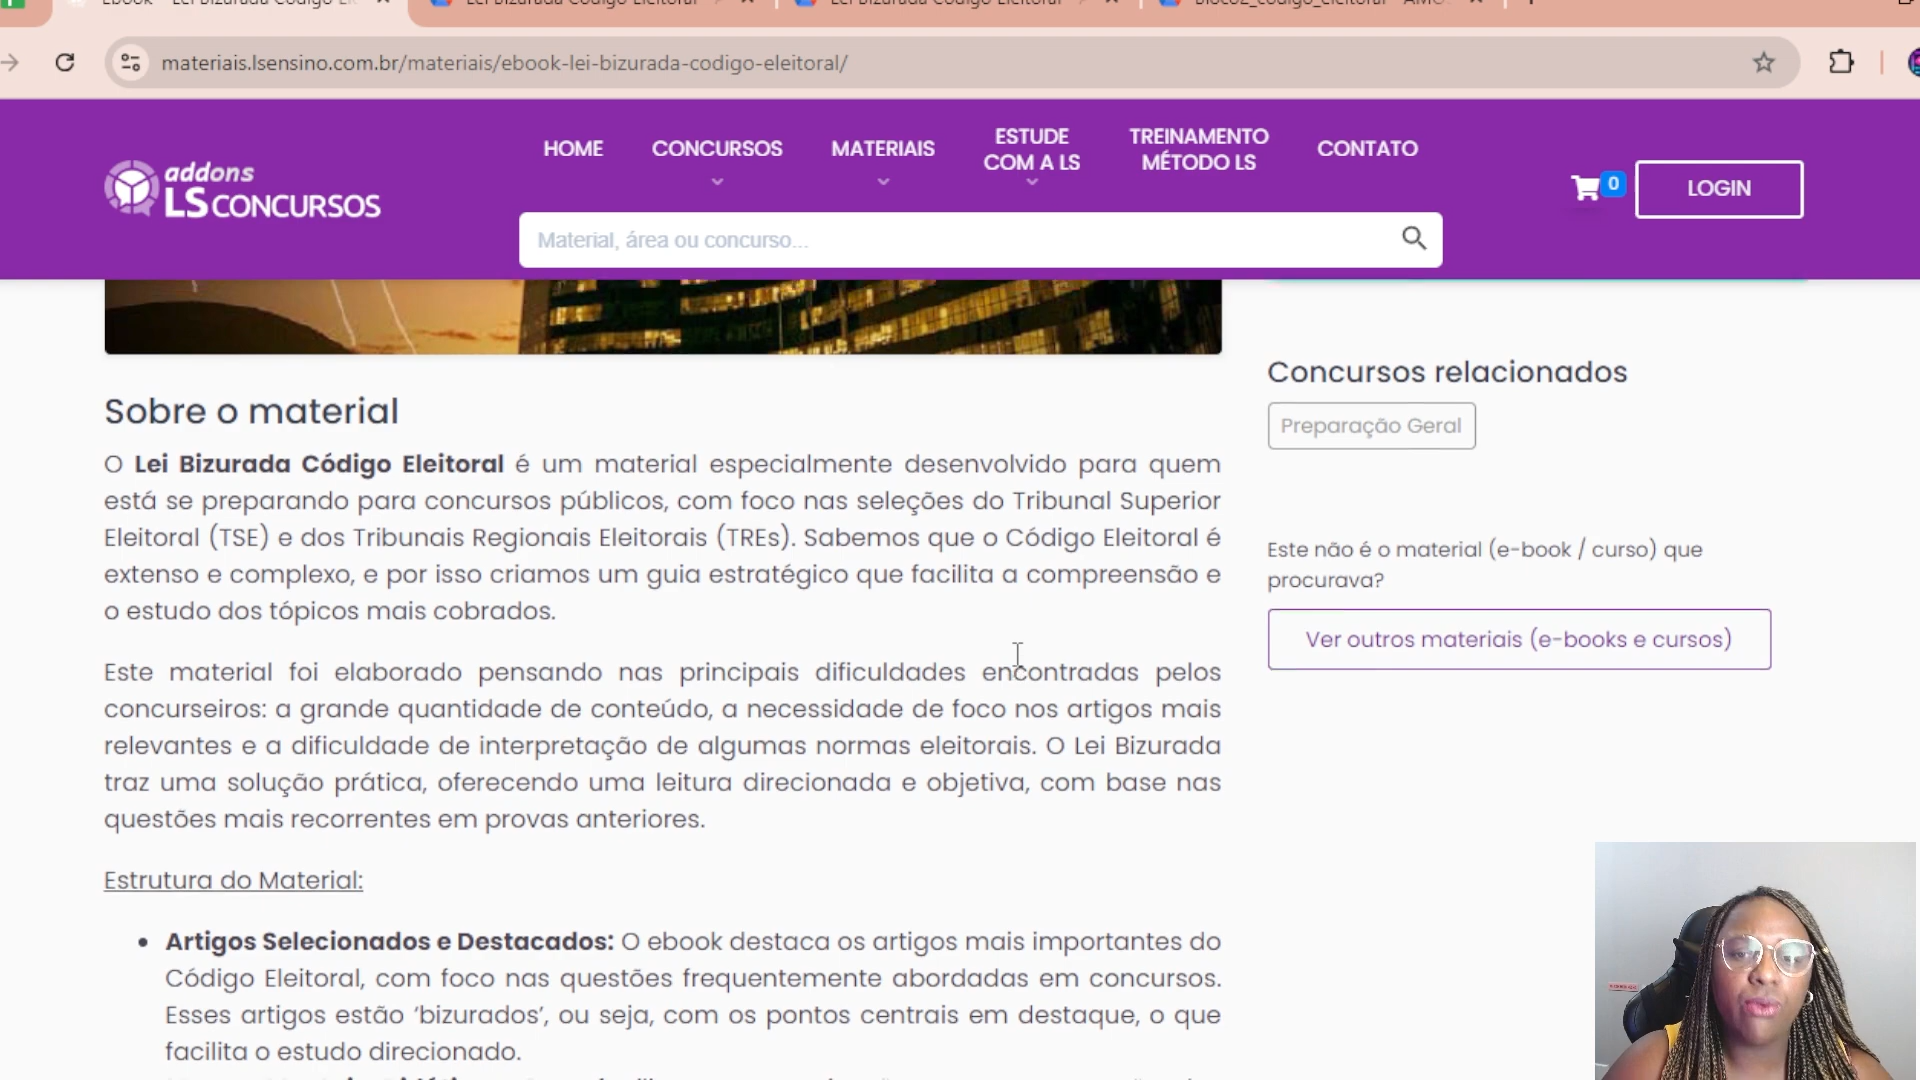 Ebook - Lei Bizurada Código El
Lei Bizurada Código Eleitoral
Lei Bizurada Código Eleitoral
bloco2_codigo_eleitoral - AMO
materiais.lsensino.com.br/materiais/ebook-lei-bizurada-codigo-eleitoral/
HOME
CONCURSOS
MATERIAIS
ESTUDE
COM A LS
TREINAMENTO
MÉTODO LS
CONTATO
addons
LS CONCURSOS
0
LOGIN
Material, área ou concurso...
Sobre o material
O Lei Bizurada Código Eleitoral é um material especialmente desenvolvido para quem
está se preparando para concursos públicos, com foco nas seleções do Tribunal Superior
Eleitoral (TSE) e dos Tribunais Regionais Eleitorais (TREs). Sabemos que o Código Eleitoral é
extenso e complexo, e por isso criamos um guia estratégico que facilita a compreensão e
o estudo dos tópicos mais cobrados.
Este material foi elaborado pensando nas principais dificuldades encontradas pelos
concurseiros: a grande quantidade de conteúdo, a necessidade de foco nos artigos mais
relevantes e a dificuldade de interpretação de algumas normas eleitorais. O Lei Bizurada
traz uma solução prática, oferecendo uma leitura direcionada e objetiva, com base nas
questões mais recorrentes em provas anteriores.
Estrutura do Material:
• Artigos Selecionados e Destacados: O ebook destaca os artigos mais importantes do
Código Eleitoral, com foco nas questões frequentemente abordadas em concursos.
Esses artigos estão ‘bizurados’, ou seja, com os pontos centrais em destaque, o que
facilita o estudo direcionado.
Concursos relacionados
Preparação Geral
Este não é o material (e-book / curso) que
procurava?
Ver outros materiais (e-books e cursos)